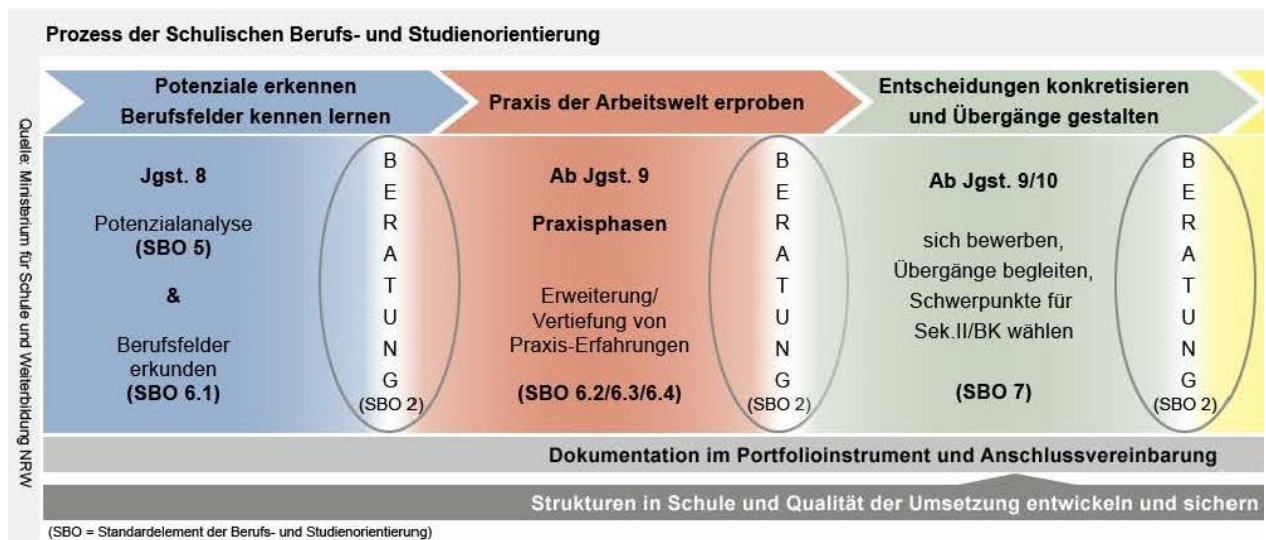 Prozess der Schulischen Berufs- und Studienorientierung
Potenziale erkennen
Berufsfelder kennen lernen
Praxis der Arbeitswelt erproben
Entscheidungen konkretisieren
und Übergänge gestalten
Quelle: Ministerium für Schule und Weiterbildung NRW
Jgst. 8
Potenzialanalyse
(SBO 5)
&
Berufsfelder
erkunden
(SBO 6.1)
BERATUNG
(SBO 2)
Ab Jgst. 9
Praxisphasen
Erweiterung/
Vertiefung von
Praxis-Erfahrungen
(SBO 6.2/6.3/6.4)
BERATUNG
(SBO 2)
Ab Jgst. 9/10
sich bewerben,
Übergänge begleiten,
Schwerpunkte für
Sek.II/BK wählen
(SBO 7)
BERATUNG
(SBO 2)
Dokumentation im Portfolioinstrument und Anschlussvereinbarung
Strukturen in Schule und Qualität der Umsetzung entwickeln und sichern
(SBO = Standardelement der Berufs- und Studienorientierung)